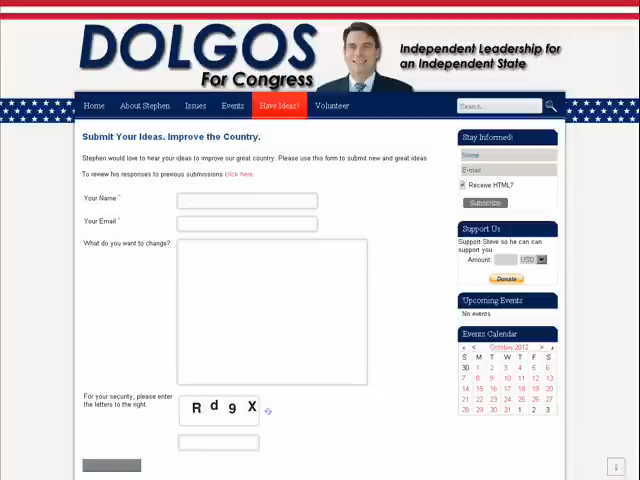 DOLGOS
For Congress
Independent Leadership for
an Independent State
Home About Stephen Issues Events Have Ideas? Volunteer
Search...
Submit Your Ideas. Improve the Country.
Stephen would love to hear your ideas to improve our great country. Please use this form to submit new and great ideas.
To review his responses to previous submissions click here.
Your Name *
Your Email *
What do you want to change?
For your security, please enter
the letters to the right.
R d 9 X
Stay Informed!
Name
E-mail
Receive HTML?
Subscribe
Support Us
Support Steve so he can can
support you
Amount: USD
Donate
Upcoming Events
No events
Events Calendar
« < October 2012 > »
S M T W T F S
30 1 2 3 4 5 6
7 8 9 10 11 12 13
14 15 16 17 18 19 20
21 22 23 24 25 26 27
28 29 30 31 1 2 3